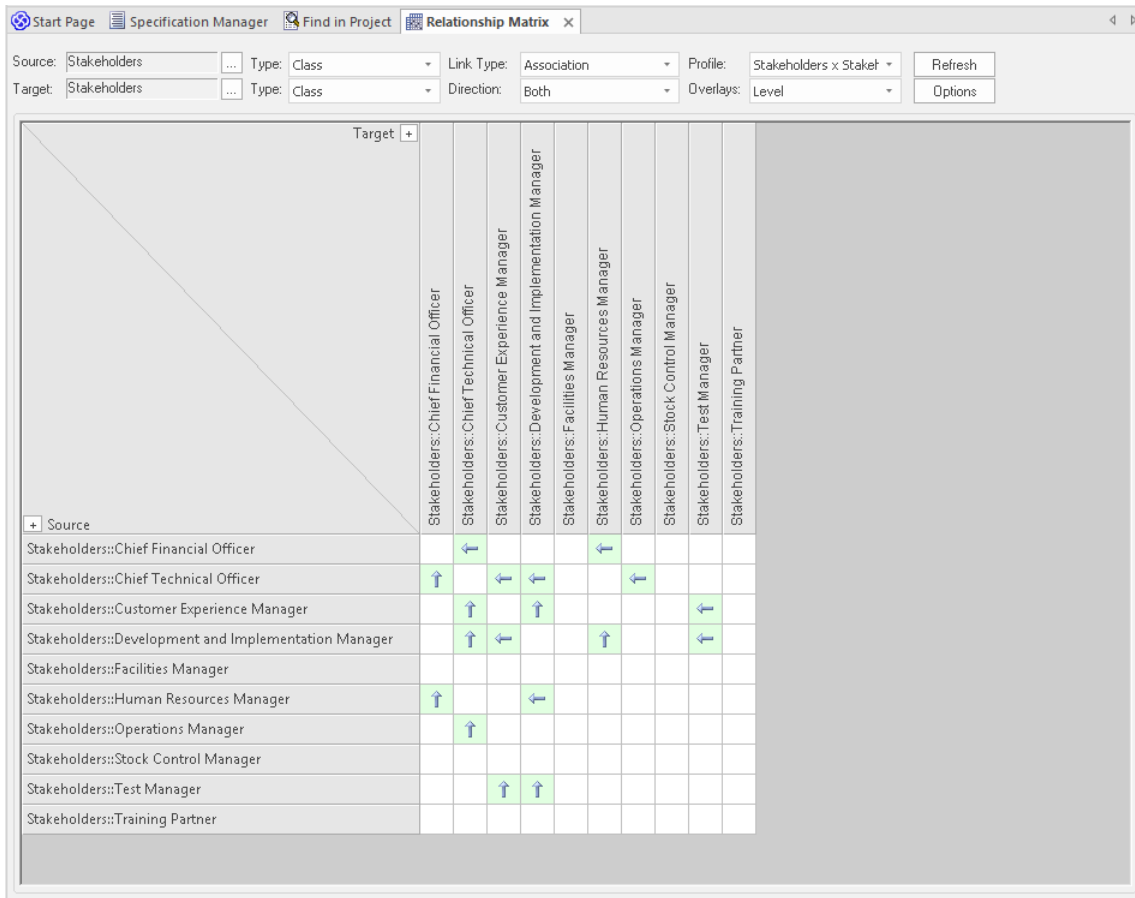 Start Page Specification Manager Find in Project Relationship Matrix
Source: Stakeholders ... Type: Class Link Type: Association Profile: Stakeholders x Stakeh Refresh
Target: Stakeholders ... Type: Class Direction: Both Overlays: Level Options
Target +
Stakeholders::Chief Financial Officer
Stakeholders::Chief Technical Officer
Stakeholders::Customer Experience Manager
Stakeholders::Development and Implementation Manager
Stakeholders::Facilities Manager
Stakeholders::Human Resources Manager
Stakeholders::Operations Manager
Stakeholders::Stock Control Manager
Stakeholders::Test Manager
Stakeholders::Training Partner
+ Source
Stakeholders::Chief Financial Officer
Stakeholders::Chief Technical Officer
Stakeholders::Customer Experience Manager
Stakeholders::Development and Implementation Manager
Stakeholders::Facilities Manager
Stakeholders::Human Resources Manager
Stakeholders::Operations Manager
Stakeholders::Stock Control Manager
Stakeholders::Test Manager
Stakeholders::Training Partner